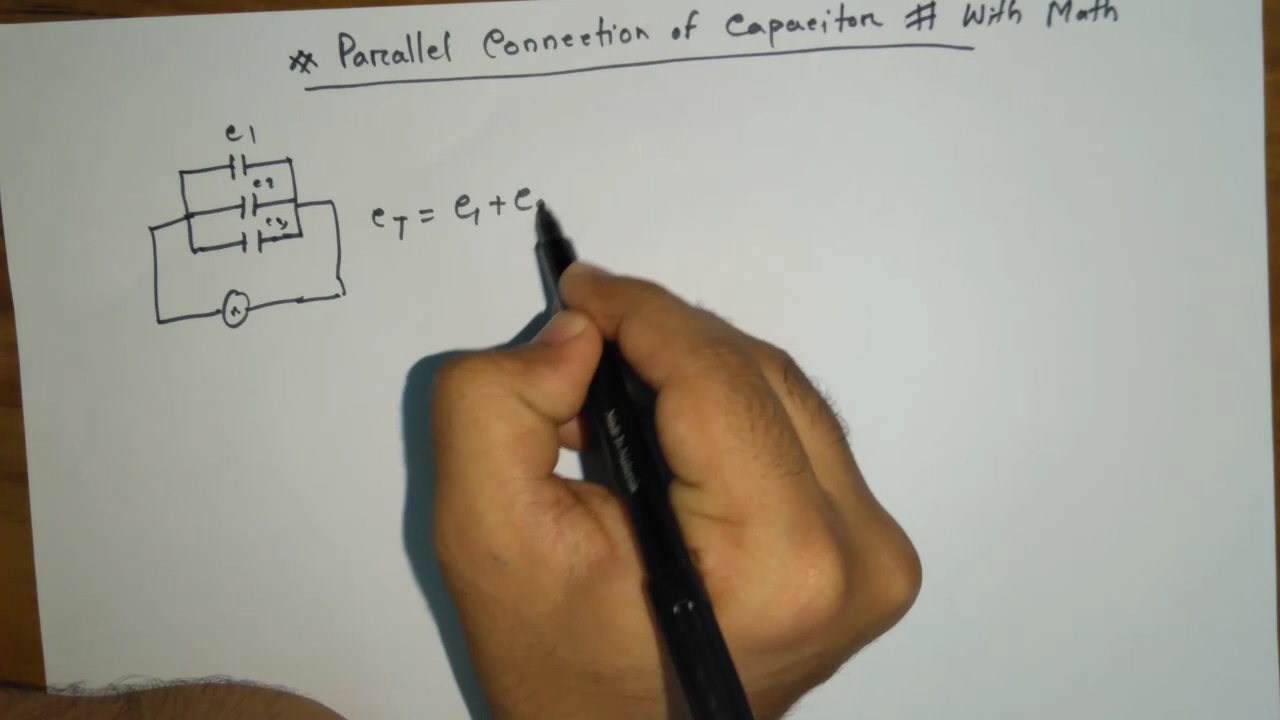 ** Parallel Connection of Capacitor # With Math
C1
C2
C3
CT = C1 + C